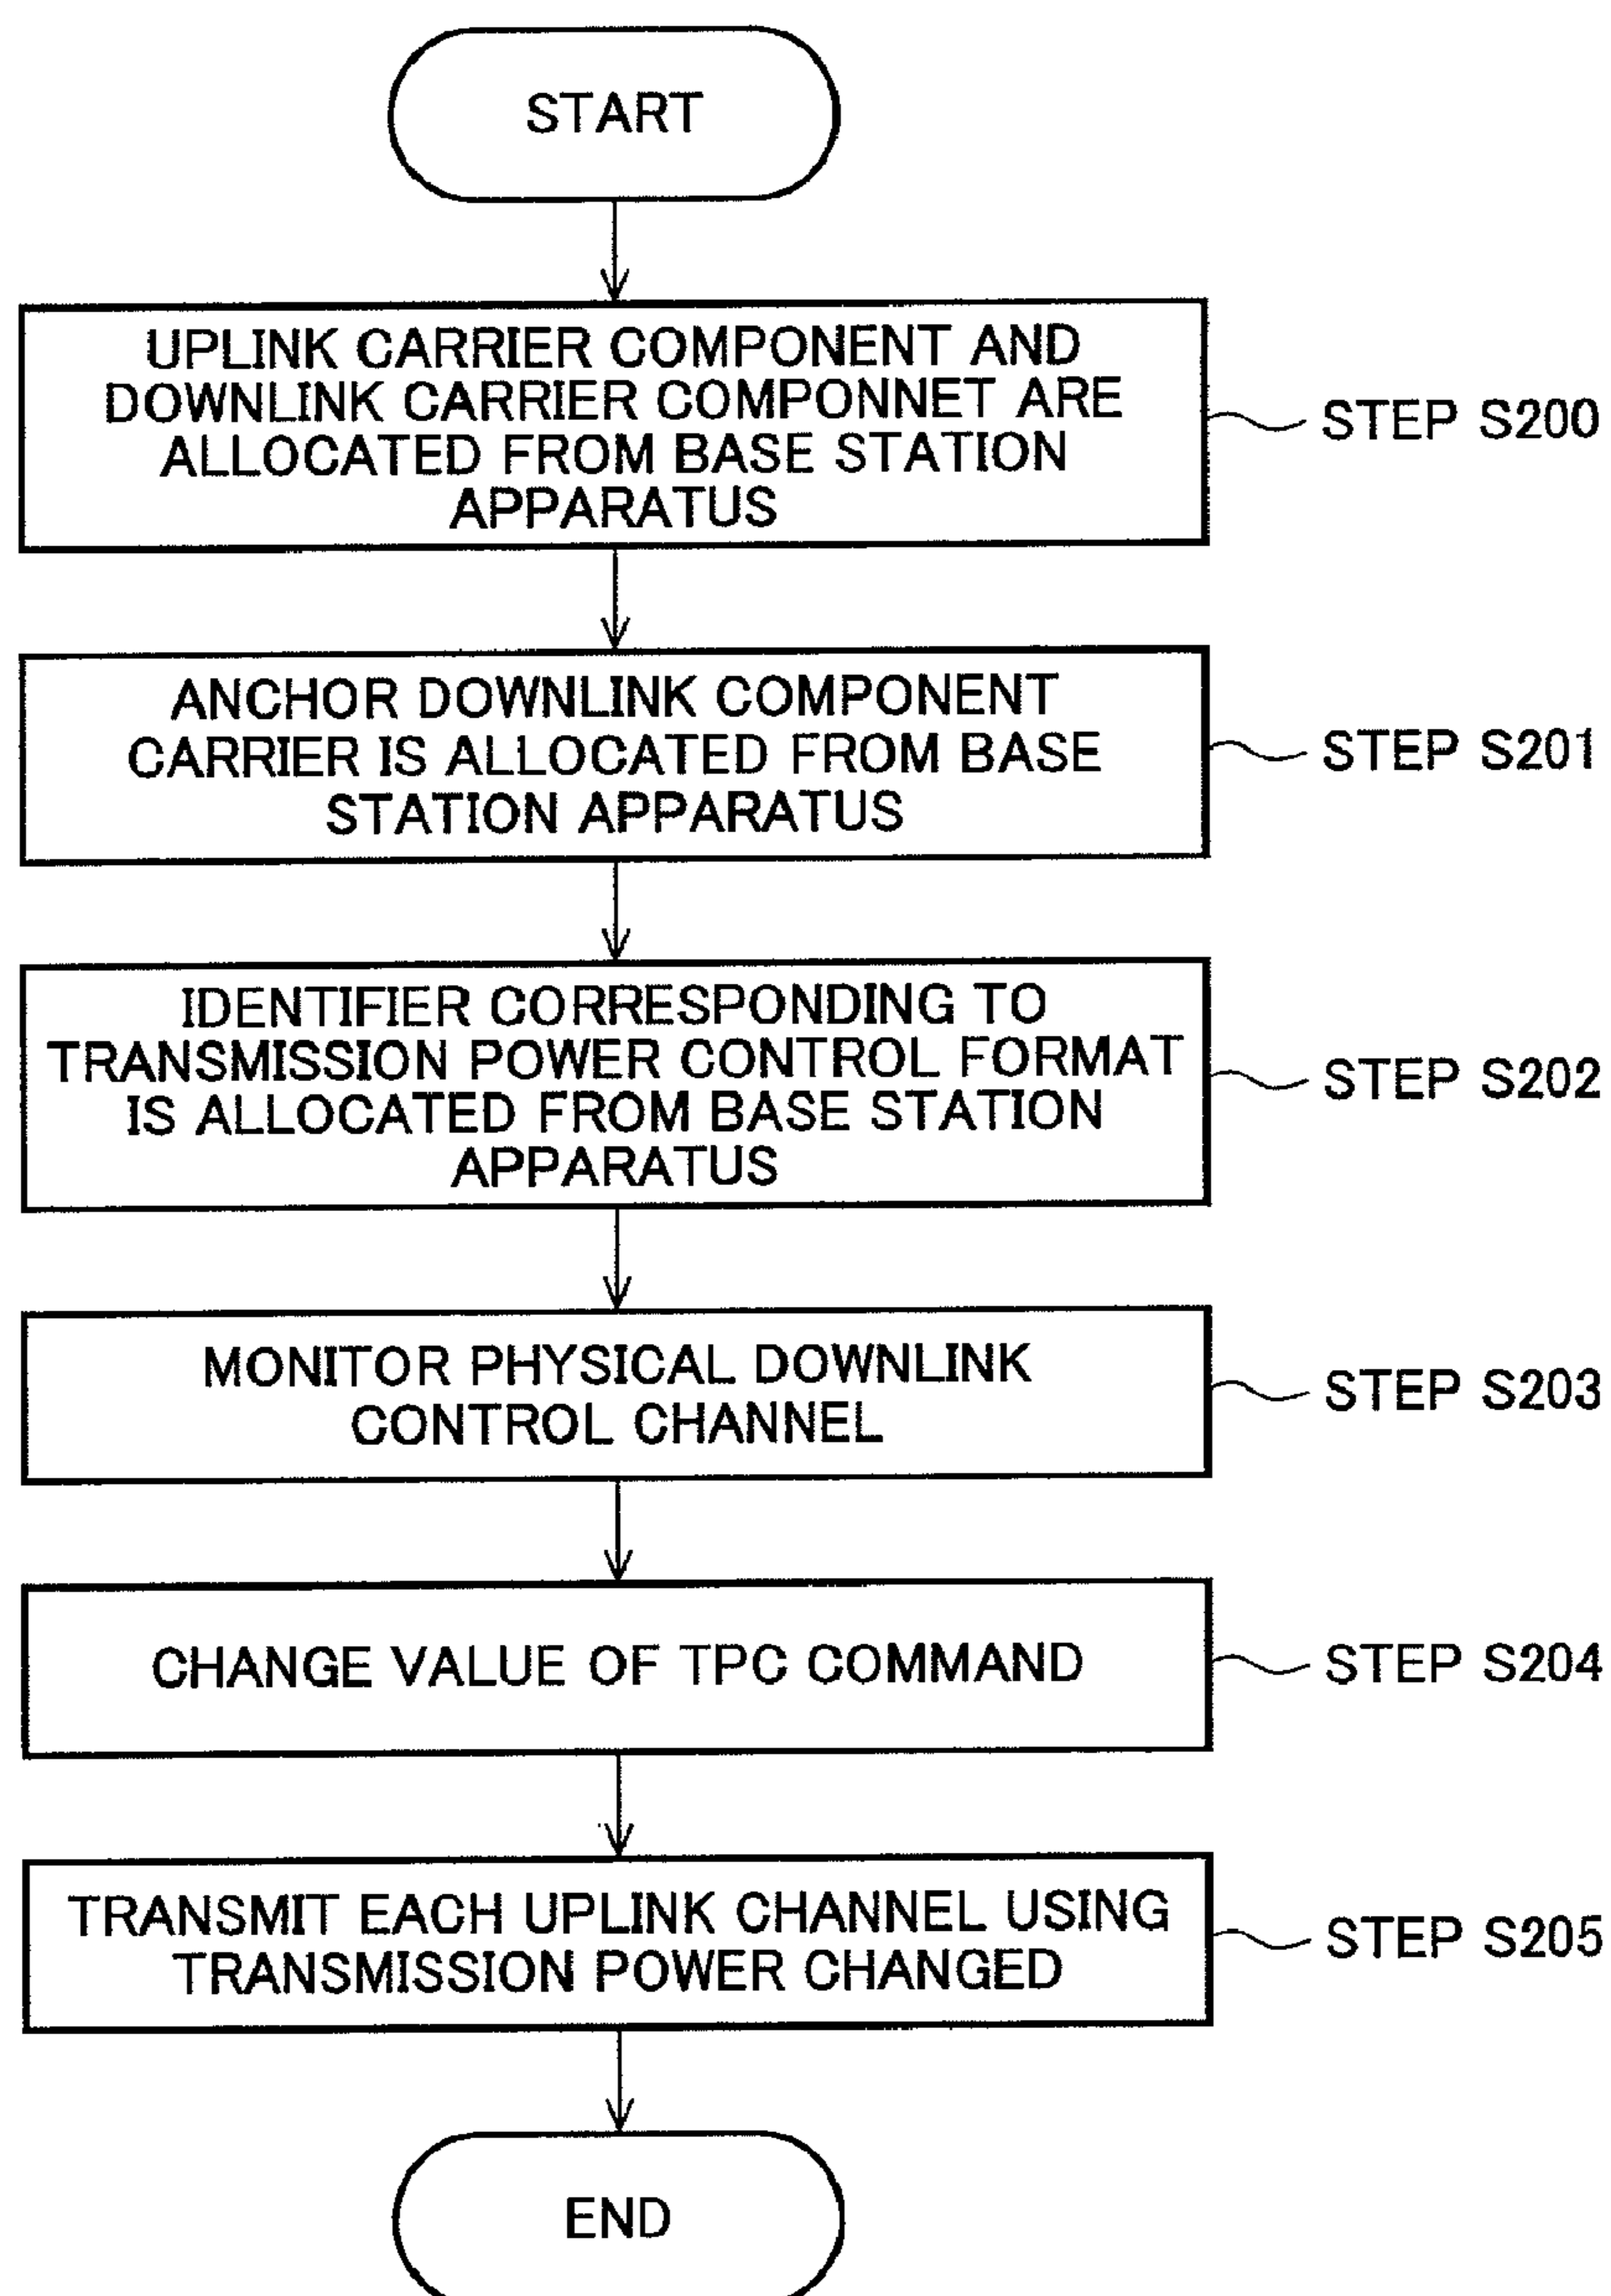 START
UPLINK CARRIER COMPONENT AND
DOWNLINK CARRIER COMPONNET ARE
ALLOCATED FROM BASE STATION
APPARATUS
STEP S200
ANCHOR DOWNLINK COMPONENT
CARRIER IS ALLOCATED FROM BASE
STATION APPARATUS
STEP S201
IDENTIFIER CORRESPONDING TO
TRANSMISSION POWER CONTROL FORMAT
IS ALLOCATED FROM BASE STATION
APPARATUS
STEP S202
MONITOR PHYSICAL DOWNLINK
CONTROL CHANNEL
STEP S203
CHANGE VALUE OF TPC COMMAND
STEP S204
TRANSMIT EACH UPLINK CHANNEL USING
TRANSMISSION POWER CHANGED
STEP S205
END